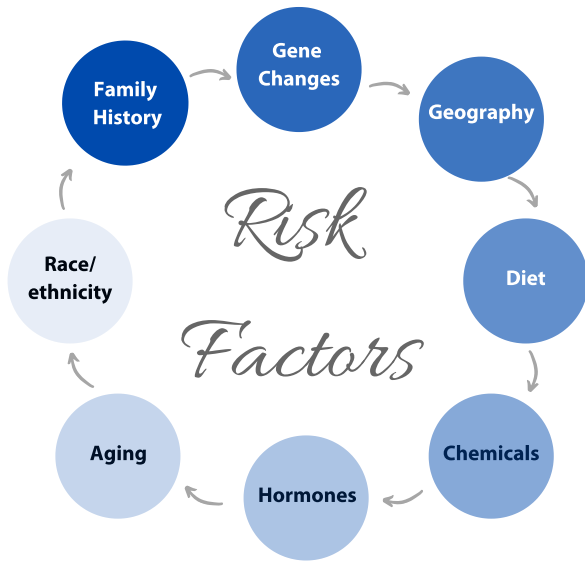 Gene
Changes
Family
History
Geography
Risk
Race/
ethnicity
Diet
Factors
Aging
Chemicals
Hormones